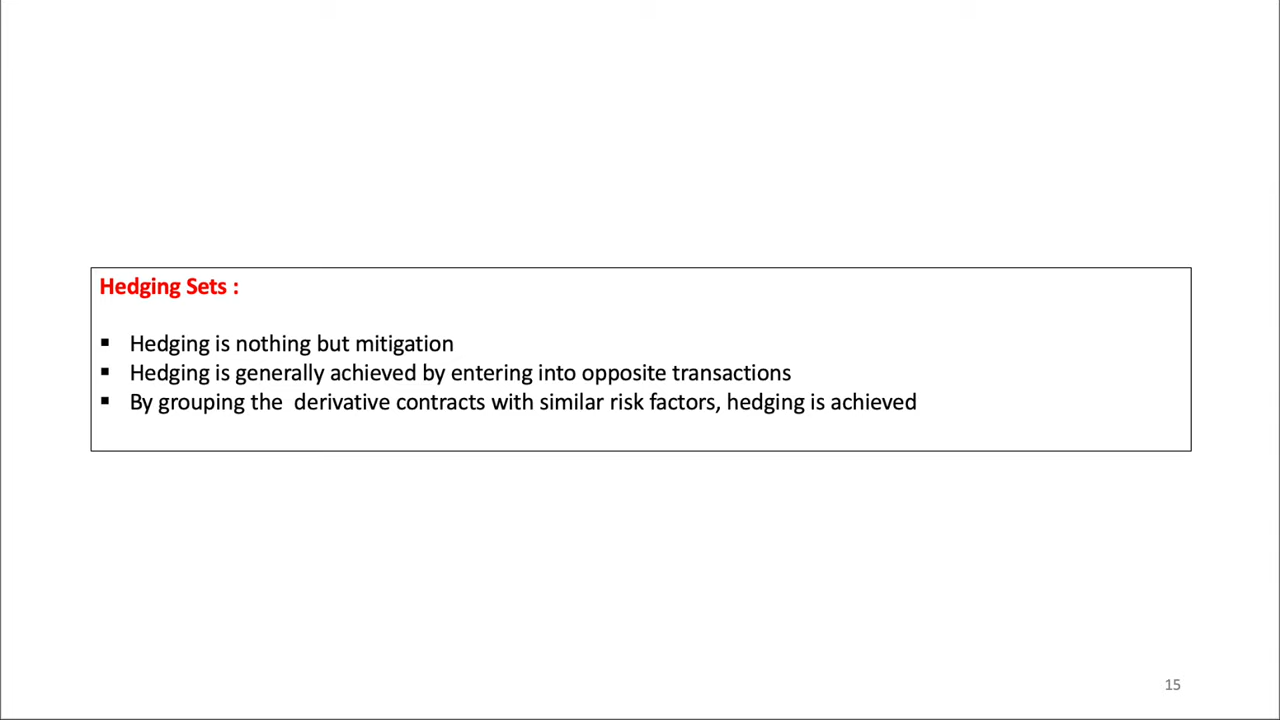 Hedging Sets :
▪ Hedging is nothing but mitigation
▪ Hedging is generally achieved by entering into opposite transactions
▪ By grouping the  derivative contracts with similar risk factors, hedging is achieved
15